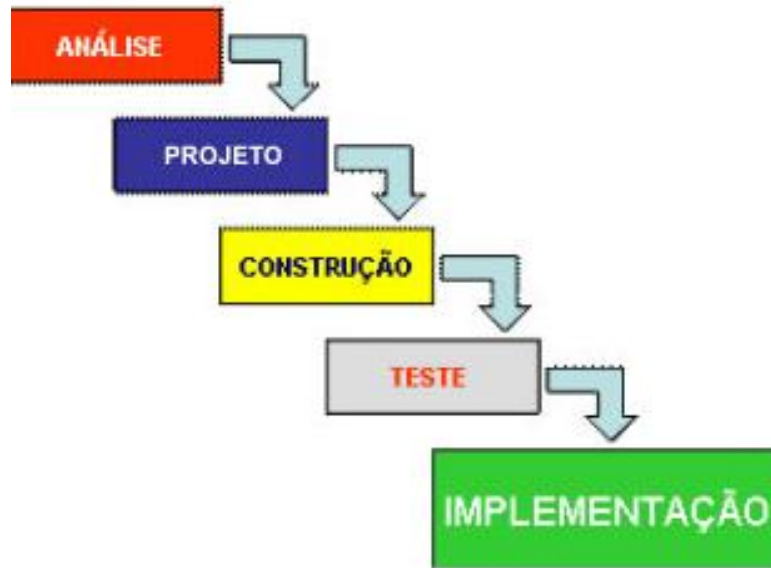 ANÁLISE
PROJETO
CONSTRUÇÃO
TESTE
IMPLEMENTAÇÃO